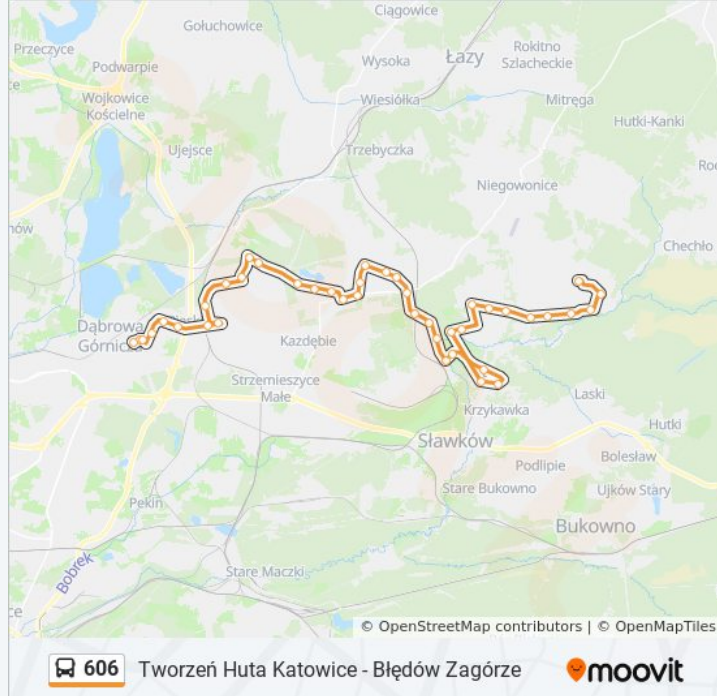 Ciągowice
Gołuchowice
Przeczyce
Podwarpie
Wysoka
Łazy
Rokitno
Szlacheckie
Wojkowice
Kościelne
Wiesiółka
Mitręga
Hutki-Kanki
Ujejsce
Trzebyczka
Niegowonice
Chechło
Dąbrowa
Górnicza
Kazdębie
Strzemieszyce
Małe
Krzykawka
Laski
Hutki
Sławków
Bolesław
Podlipie
Stare Bukowno
Ujków Stary
Pekin
Bukowno
Bobrek
Stare Maczki
© OpenStreetMap contributors | © OpenMapTiles
606 Tworzeń Huta Katowice - Błędów Zagórze
moovit